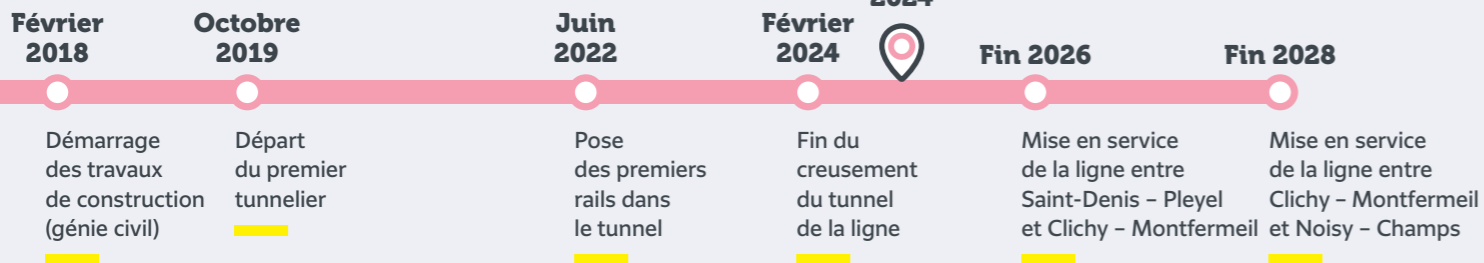 2024
Février
2018
Octobre
2019
Juin
2022
Février
2024
Fin 2026
Fin 2028
Démarrage
des travaux
de construction
(génie civil)
Départ
du premier
tunnelier
Pose
des premiers
rails dans
le tunnel
Fin du
creusement
du tunnel
de la ligne
Mise en service
de la ligne entre
Saint-Denis – Pleyel
et Clichy – Montfermeil
Mise en service
de la ligne entre
Clichy – Montfermeil
et Noisy – Champs